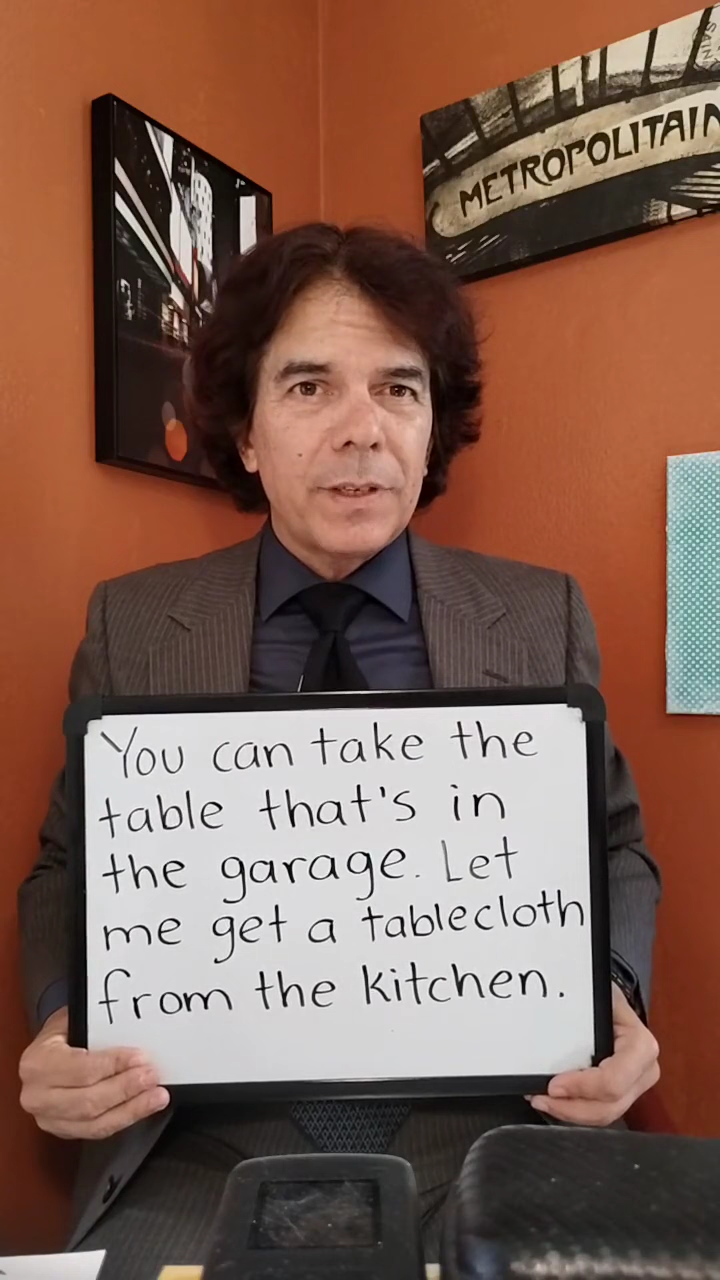 METROPOLITAIN
You can take the
table that's in
the garage. Let
me get a tablecloth
from the kitchen.